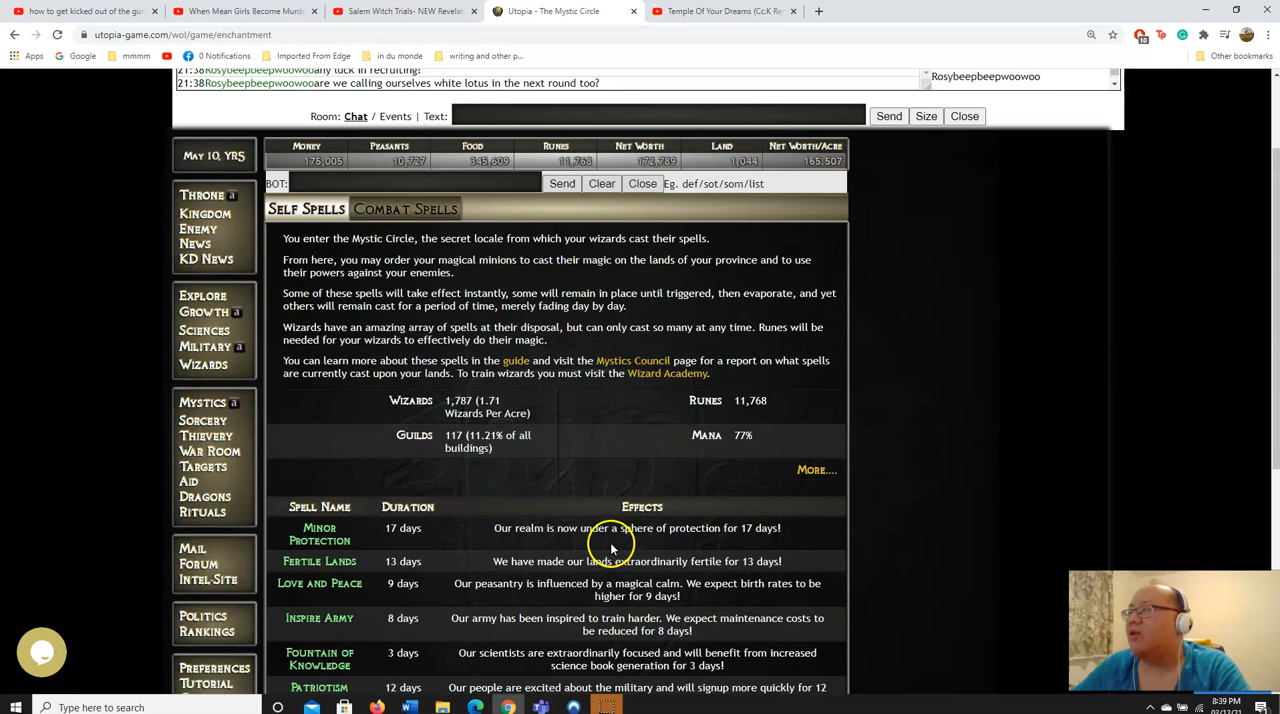 how to get kicked out of the gui
When Mean Girls Become Murde
Salem Witch Trials- NEW Revelat
Utopia - The Mystic Circle
Temple Of Your Dreams (Cc.K Re
utopia-game.com/wol/game/enchantment
Apps
Google
mmmm
0 Notifications
Imported From Edge
in du monde
writing and other p...
Other bookmarks
21:38Rosybeepbeepwoowooany luck in recruiting?
21:38Rosybeepbeepwoowooare we calling ourselves white lotus in the next round too?
Rosybeepbeepwoowoo
Room: Chat / Events | Text:
Send
Size
Close
May 10, YR5
Money
Peasants
Food
Runes
Net Worth
Land
Net Worth/Acre
175,005
10,727
345,609
11,768
172,789
1,044
165.507
BOT:
Send
Clear
Close
Eg. def/sot/som/list
Throne a
Kingdom
Enemy
News
KD News
Explore
Growth a
Sciences
Military a
Wizards
Mystics a
Sorcery
Thievery
War Room
Targets
Aid
Dragons
Rituals
Mail
Forum
Intel-Site
Politics
Rankings
Preferences
Tutorial
Self Spells
Combat Spells
You enter the Mystic Circle, the secret locale from which your wizards cast their spells.
From here, you may order your magical minions to cast their magic on the lands of your province and to use
their powers against your enemies.
Some of these spells will take effect instantly, some will remain in place until triggered, then evaporate, and yet
others will remain cast for a period of time, merely fading day by day.
Wizards have an amazing array of spells at their disposal, but can only cast so many at any time. Runes will be
needed for your wizards to effectively do their magic.
You can learn more about these spells in the guide and visit the Mystics Council page for a report on what spells
are currently cast upon your lands. To train wizards you must visit the Wizard Academy.
Wizards
1,787 (1.71
Wizards Per Acre)
Runes
11,768
Guilds
117 (11.21% of all
buildings)
Mana
77%
More....
Spell Name
Duration
Effects
Minor
Protection
17 days
Our realm is now under a sphere of protection for 17 days!
Fertile Lands
13 days
We have made our lands extraordinarily fertile for 13 days!
Love and Peace
9 days
Our peasantry is influenced by a magical calm. We expect birth rates to be
higher for 9 days!
Inspire Army
8 days
Our army has been inspired to train harder. We expect maintenance costs to
be reduced for 8 days!
Fountain of
Knowledge
3 days
Our scientists are extraordinarily focused and will benefit from increased
science book generation for 3 days!
Patriotism
12 days
Our people are excited about the military and will signup more quickly for 12
Type here to search
8:39 PM